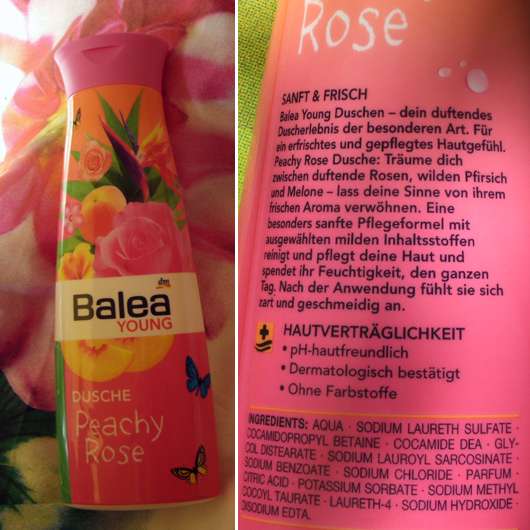 dm
Balea
YOUNG
DUSCHE
Peachy
Rose
Rose
SANFT & FRISCH
Balea Young Duschen – dein duftendes
Duscherlebnis der besonderen Art. Für
ein erfrischtes und gepflegtes Hautgefühl.
Peachy Rose Dusche: Träume dich
zwischen duftende Rosen, wilden Pfirsich
und Melone – lass deine Sinne von ihrem
frischen Aroma verwöhnen. Eine
besonders sanfte Pflegeformel mit
ausgewählten milden Inhaltsstoffen
reinigt und pflegt deine Haut und
spendet ihr Feuchtigkeit, den ganzen
Tag. Nach der Anwendung fühlt sie sich
zart und geschmeidig an.
HAUTVERTRÄGLICHKEIT
• pH-hautfreundlich
• Dermatologisch bestätigt
• Ohne Farbstoffe
INGREDIENTS: AQUA · SODIUM LAURETH SULFATE ·
COCAMIDOPROPYL BETAINE · COCAMIDE DEA · GLY-
COL DISTEARATE · SODIUM LAUROYL SARCOSINATE ·
SODIUM BENZOATE · SODIUM CHLORIDE · PARFUM ·
CITRIC ACID · POTASSIUM SORBATE · SODIUM METHYL
COCOYL TAURATE · LAURETH-4 · SODIUM HYDROXIDE ·
DISODIUM EDTA.